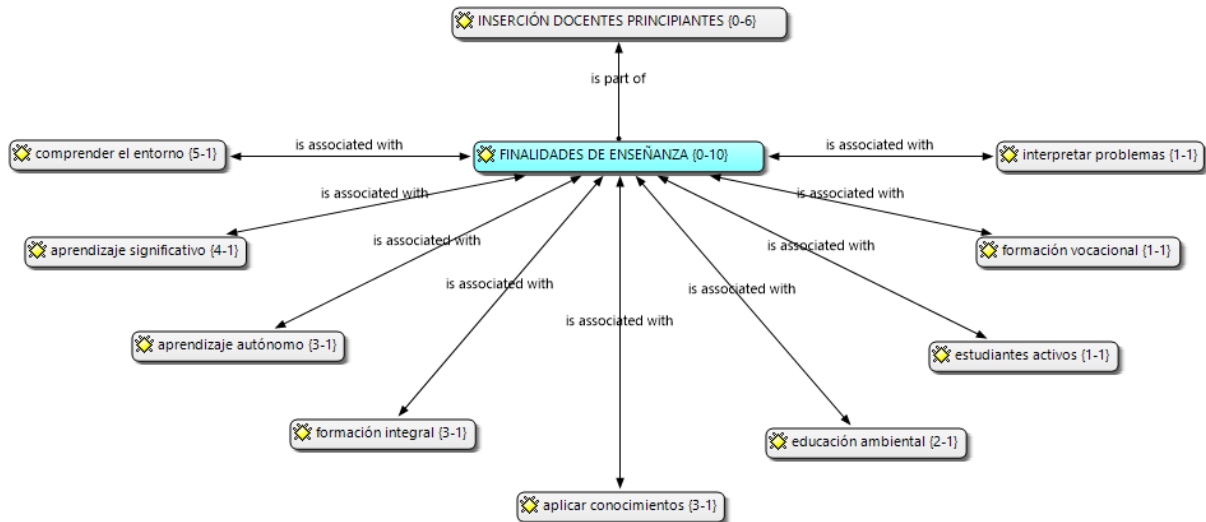 INSERCIÓN DOCENTES PRINCIPIANTES {0-6}
is part of
is associated with
is associated with
comprender el entorno {5-1}
FINALIDADES DE ENSEÑANZA {0-10}
interpretar problemas {1-1}
is associated with
is associated with
is associated with
is associated with
aprendizaje significativo {4-1}
formación vocacional {1-1}
is associated with
is associated with
is associated with
aprendizaje autónomo {3-1}
estudiantes activos {1-1}
formación integral {3-1}
educación ambiental {2-1}
aplicar conocimientos {3-1}